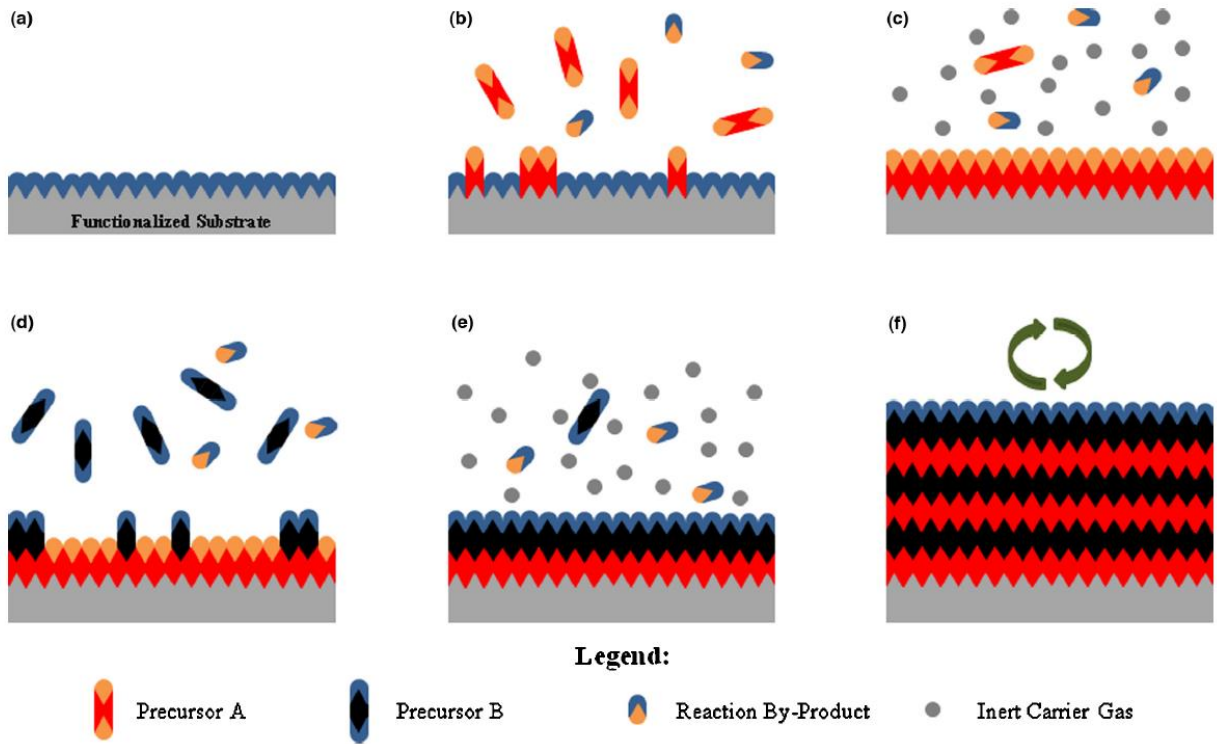 (a)
(b)
(c)
Functionalized Substrate
(d)
(e)
(f)
Legend:
Precursor A
Precursor B
Reaction By-Product
Inert Carrier Gas